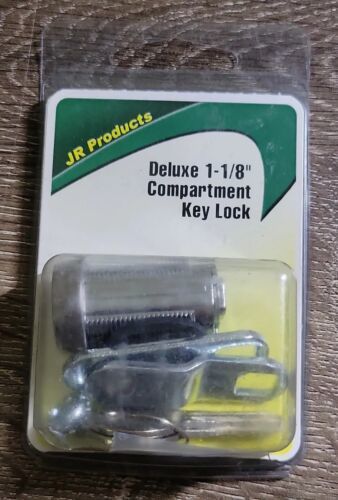 JR Products
Deluxe 1-1/8"
Compartment
Key Lock